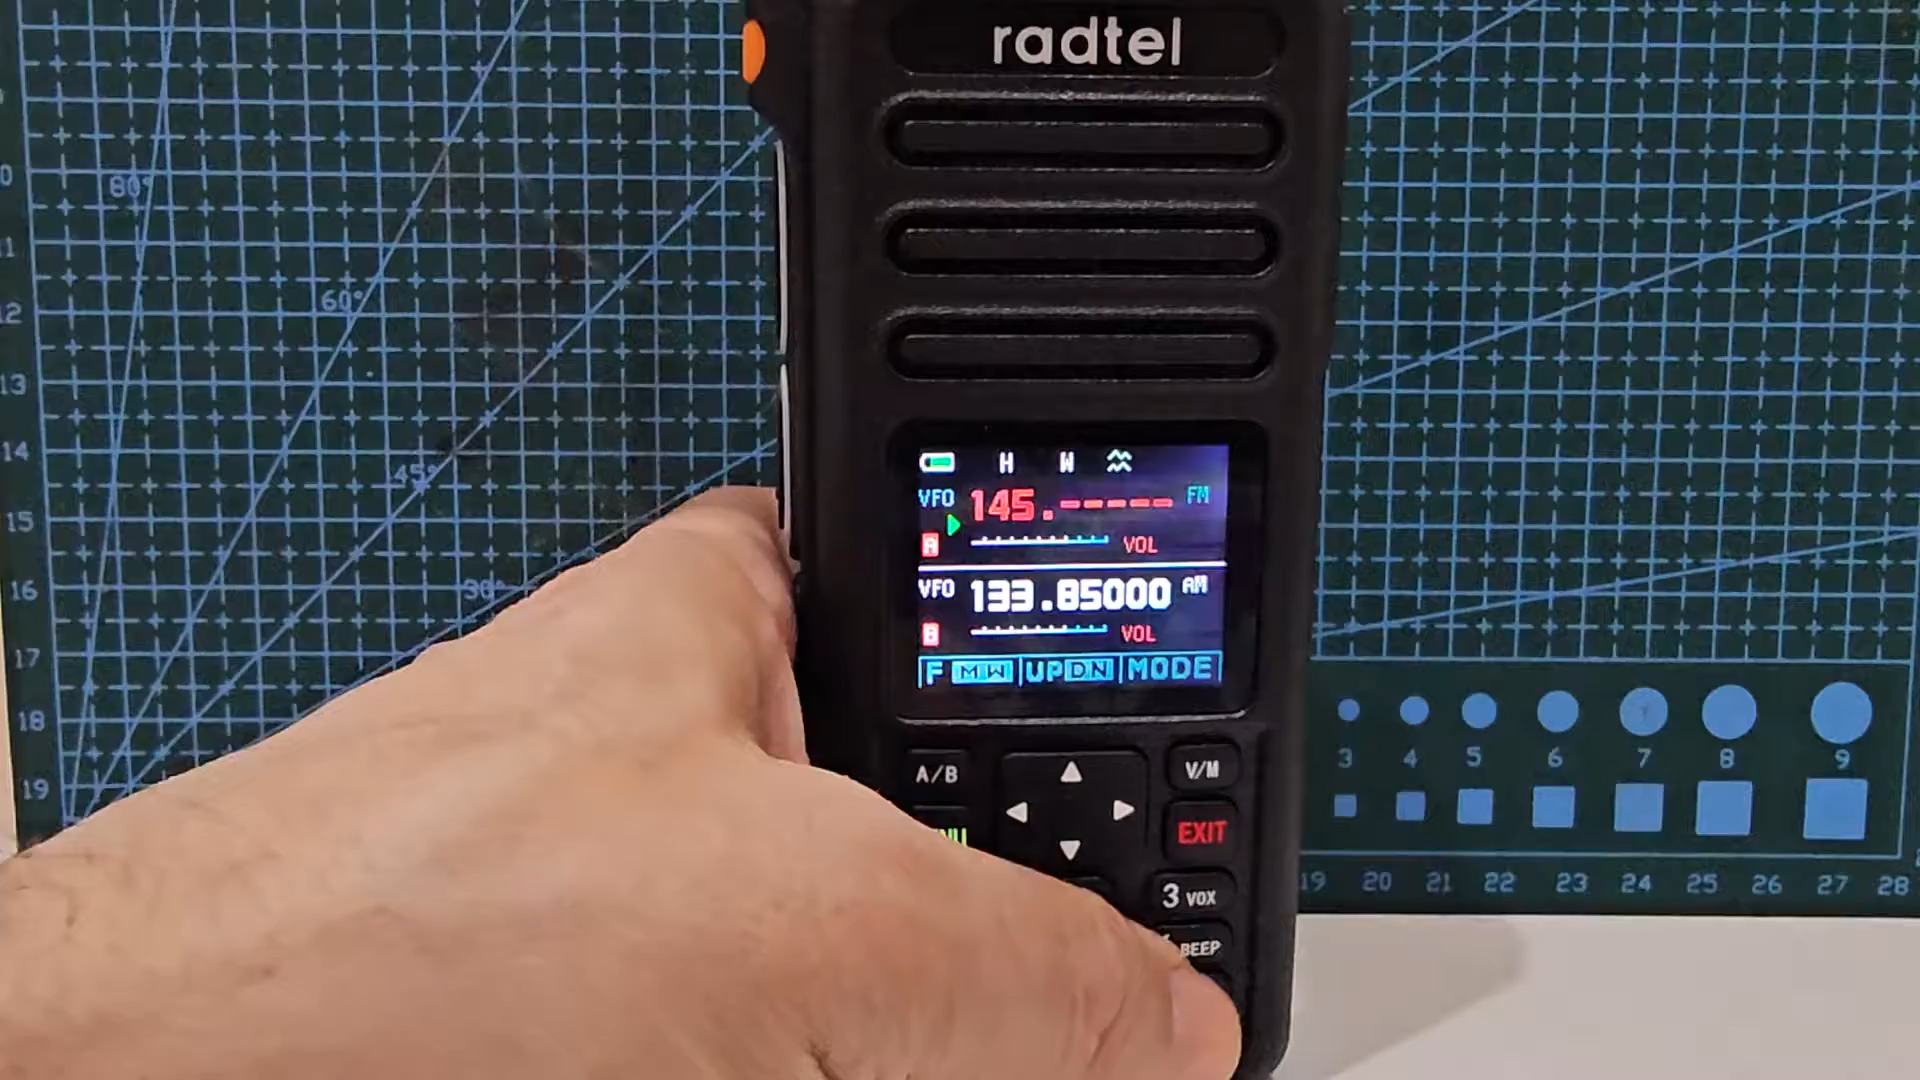 radtel
H W
VFO 145.----- FM
A VOL
VFO 133.85000 AM
B VOL
F MW UPDN MODE
A/B
V/M
EXIT
3 VOX
BEEP
80°
60°
45°
30°
11
12
13
14
15
16
17
18
19
3 4 5 6 7 8 9
19 20 21 22 23 24 25 26 27 28